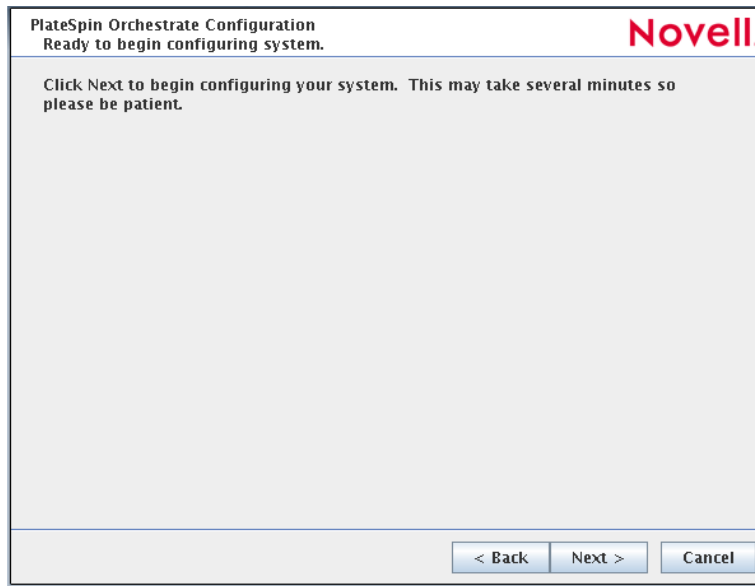 PlateSpin Orchestrate Configuration
Ready to begin configuring system.
Novell.
Click Next to begin configuring your system. This may take several minutes so
please be patient.
< Back
Next >
Cancel